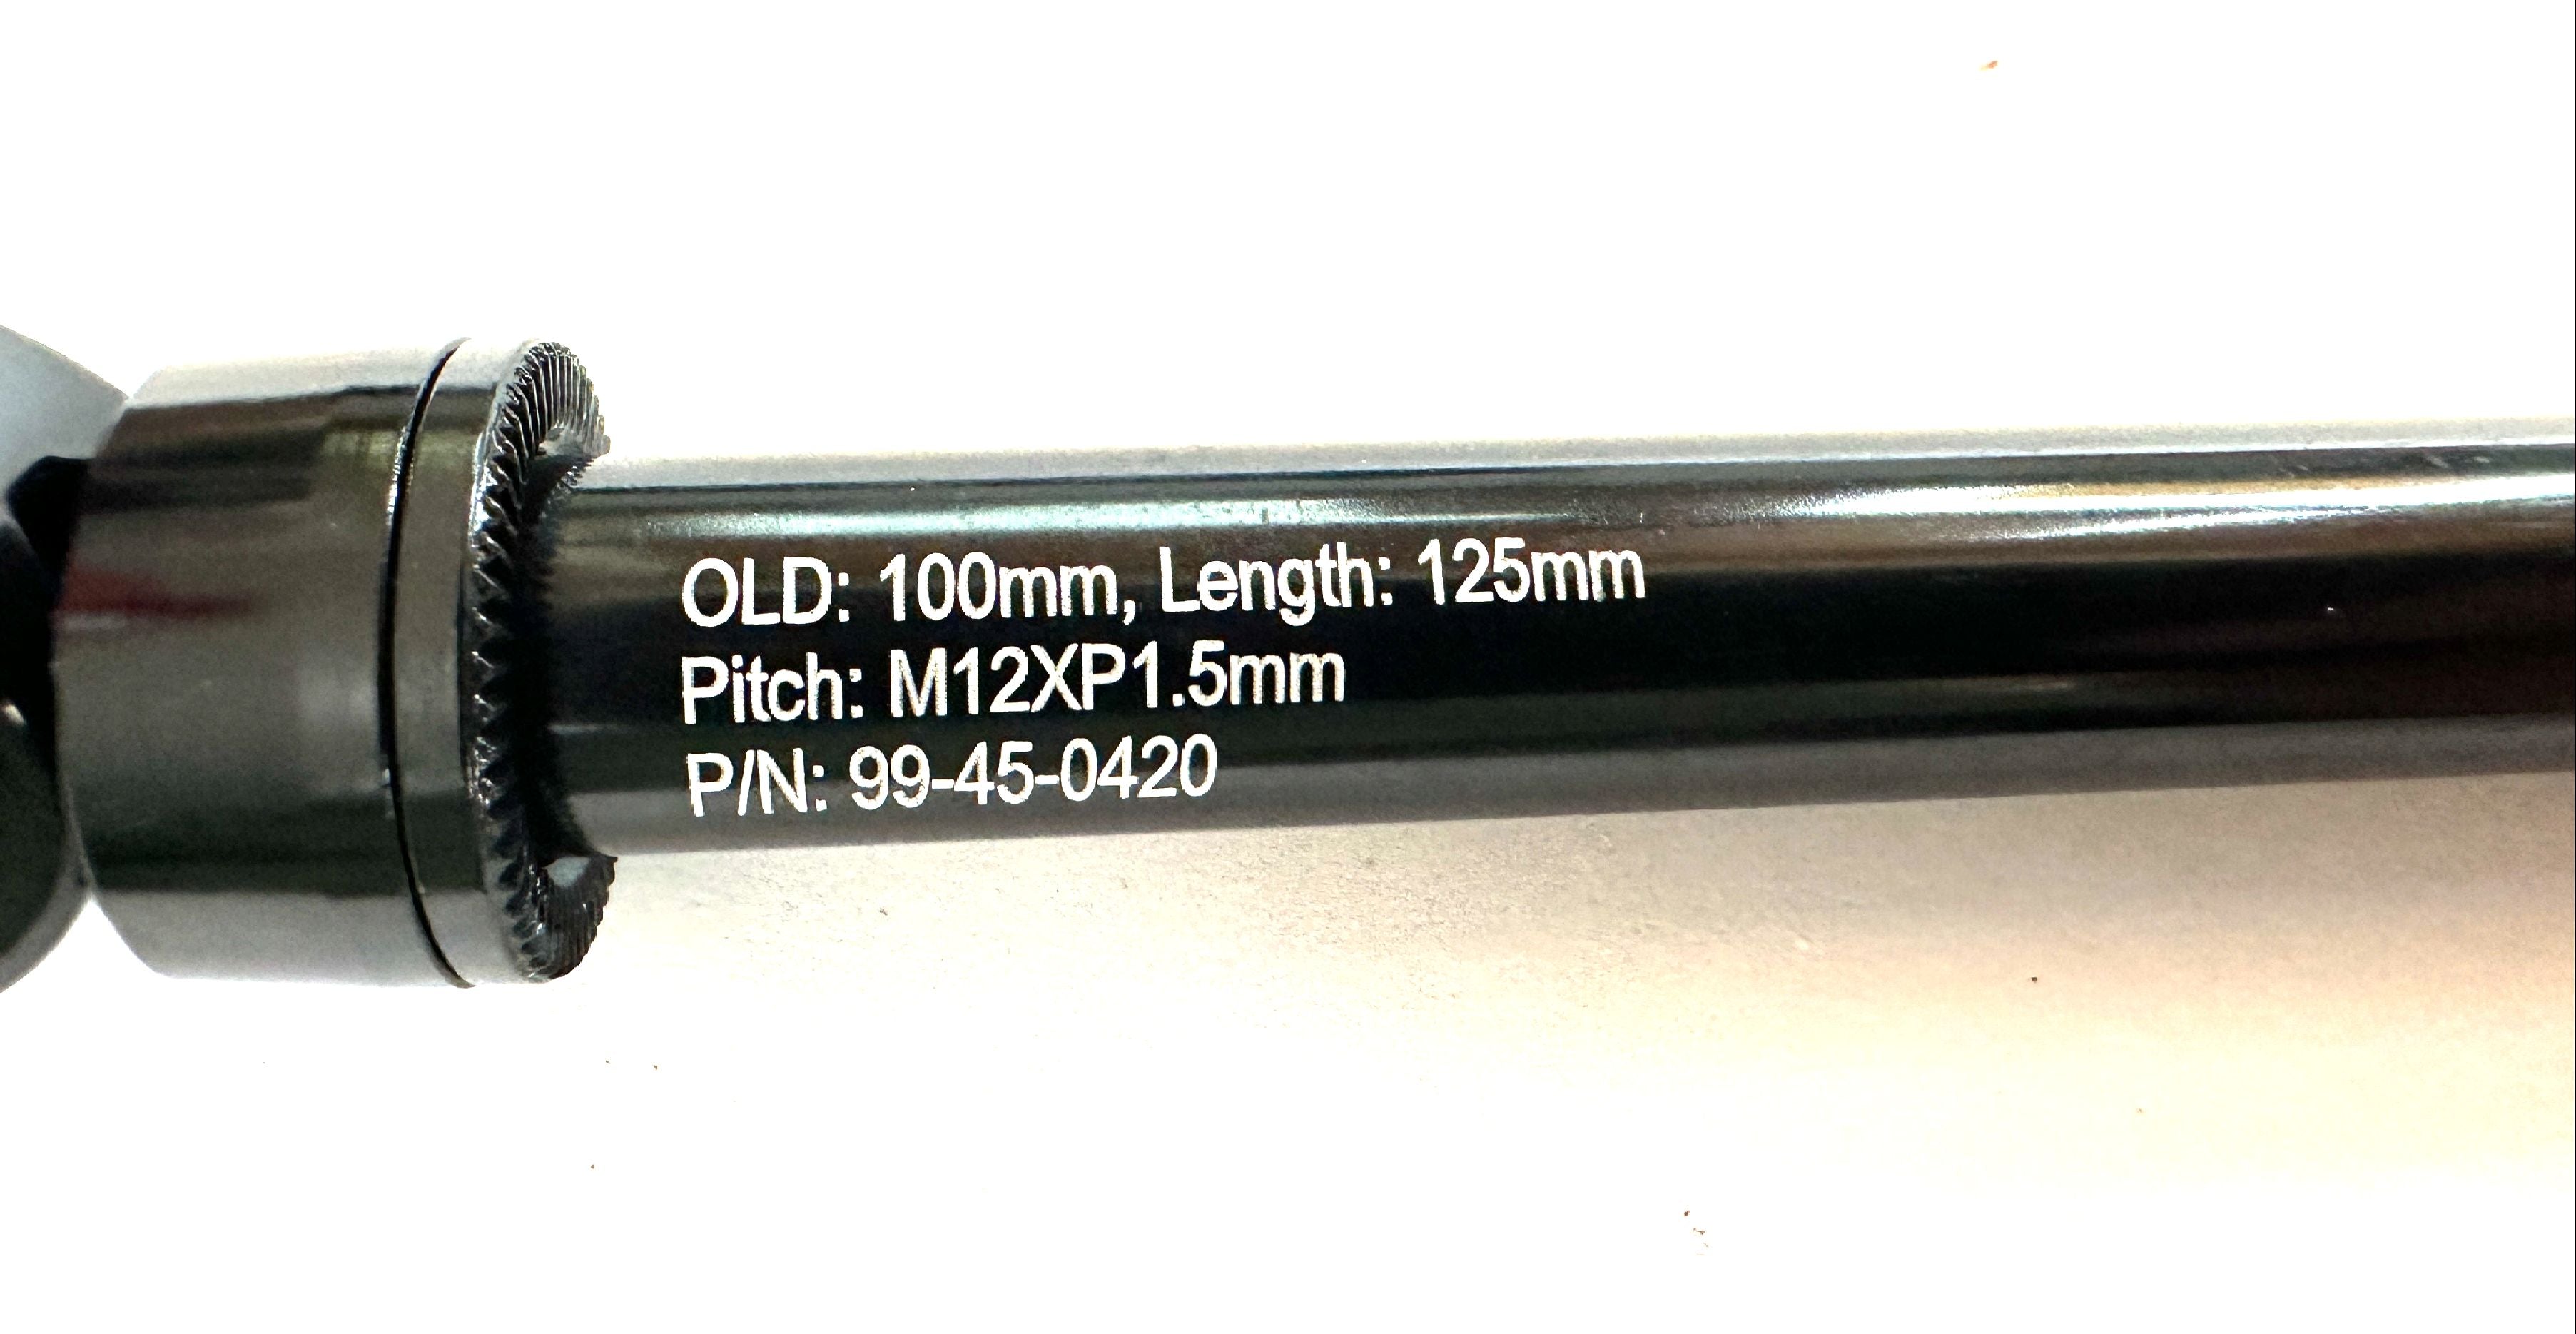 OLD: 100mm, Length: 125mm
Pitch: M12XP1.5mm
P/N: 99-45-0420